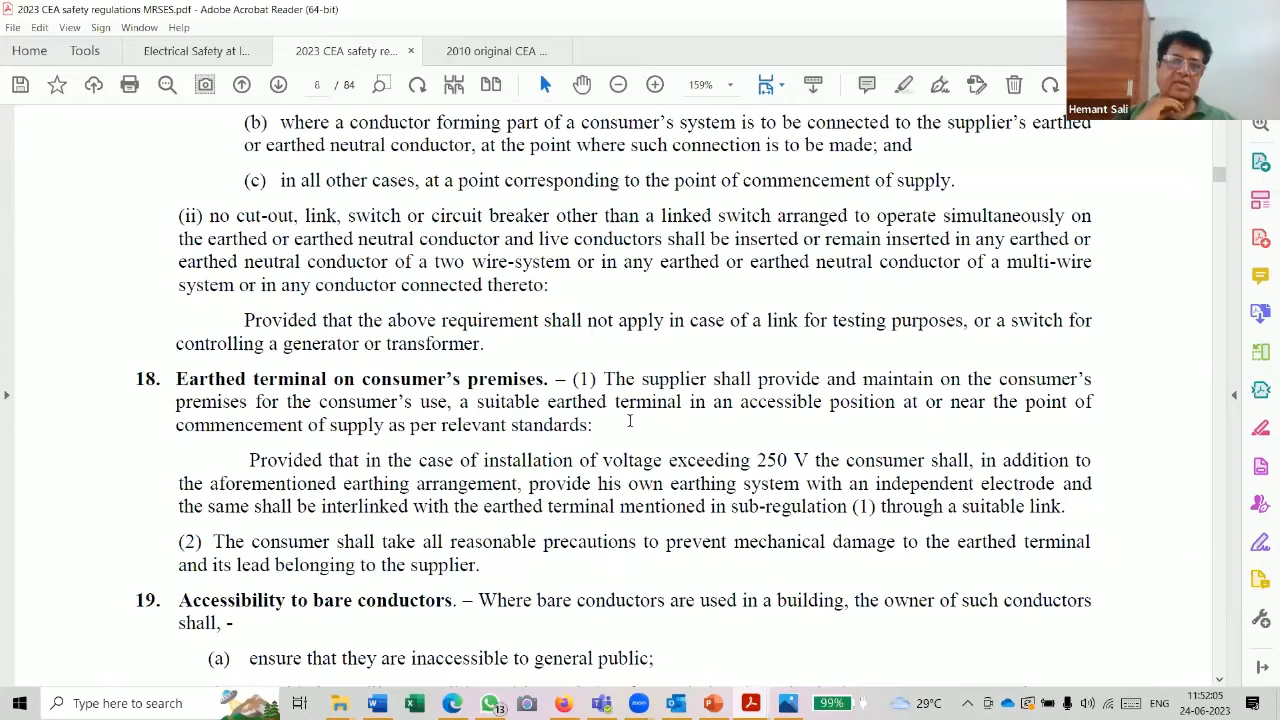 2023 CEA safety regulations MRSES.pdf - Adobe Acrobat Reader (64-bit)
File Edit View Sign Window Help
Home Tools Electrical Safety at I... 2023 CEA safety re... × 2010 original CEA ...
8 / 84 159%
Hemant Sali
(b) where a conductor forming part of a consumer's system is to be connected to the supplier's earthed
or earthed neutral conductor, at the point where such connection is to be made; and
(c) in all other cases, at a point corresponding to the point of commencement of supply.
(ii) no cut-out, link, switch or circuit breaker other than a linked switch arranged to operate simultaneously on
the earthed or earthed neutral conductor and live conductors shall be inserted or remain inserted in any earthed or
earthed neutral conductor of a two wire-system or in any earthed or earthed neutral conductor of a multi-wire
system or in any conductor connected thereto:
Provided that the above requirement shall not apply in case of a link for testing purposes, or a switch for
controlling a generator or transformer.
18. Earthed terminal on consumer's premises. – (1) The supplier shall provide and maintain on the consumer's
premises for the consumer's use, a suitable earthed terminal in an accessible position at or near the point of
commencement of supply as per relevant standards:
Provided that in the case of installation of voltage exceeding 250 V the consumer shall, in addition to
the aforementioned earthing arrangement, provide his own earthing system with an independent electrode and
the same shall be interlinked with the earthed terminal mentioned in sub-regulation (1) through a suitable link.
(2) The consumer shall take all reasonable precautions to prevent mechanical damage to the earthed terminal
and its lead belonging to the supplier.
19. Accessibility to bare conductors. – Where bare conductors are used in a building, the owner of such conductors
shall, -
(a) ensure that they are inaccessible to general public;
Type here to search
13
zoom
99%
29°C
ENG
11:52:05
24-06-2023